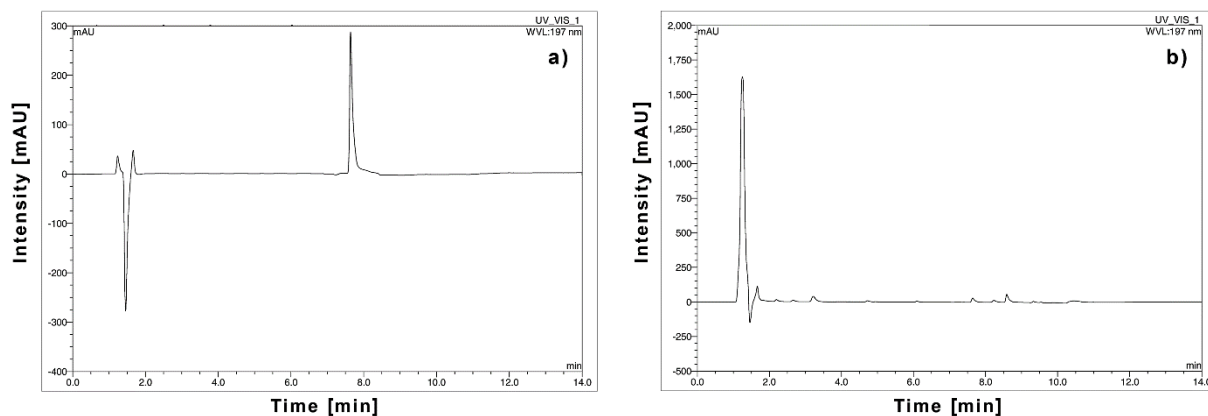 UV_VIS_1
mAU
WVL:197 nm
a)
300
200
100
0
-100
-200
-300
-400
Intensity [mAU]
min
0.0 2.0 4.0 6.0 8.0 10.0 12.0 14.0
Time [min]
UV_VIS_1
mAU
WVL:197 nm
b)
2,000
1,750
1,500
1,250
1,000
750
500
250
0
-250
-500
Intensity [mAU]
min
0.0 2.0 4.0 6.0 8.0 10.0 12.0 14.0
Time [min]